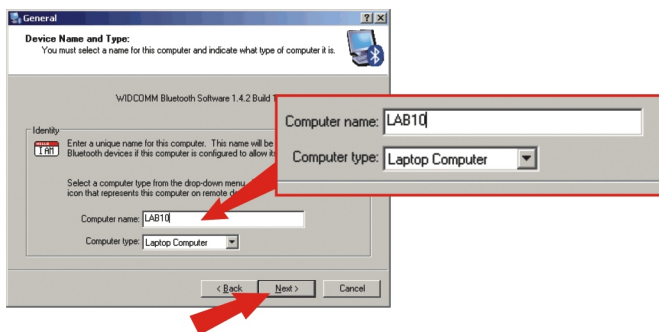 General
Device Name and Type:
You must select a name for this computer and indicate what type of computer it is.
WIDCOMM Bluetooth Software 1.4.2 Build
Identity
HELLO
I AM
Enter a unique name for this computer. This name will be
Bluetooth devices if this computer is configured to allow
Select a computer type from the drop-down menu
icon that represents this computer on remote
Computer name: LAB10
Computer type: Laptop Computer
< Back
Next >
Cancel
Computer name: LAB10
Computer type: Laptop Computer